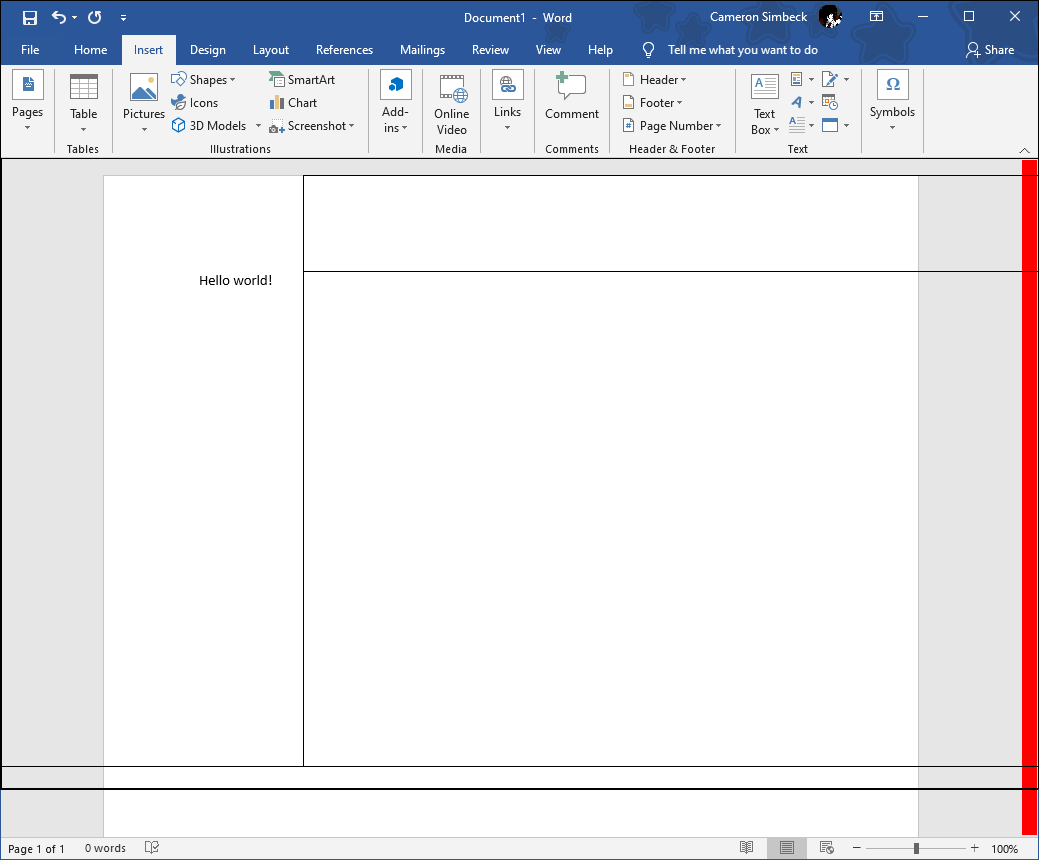 Document1 - Word
Cameron Simbeck
File Home Insert Design Layout References Mailings Review View Help Tell me what you want to do Share
Pages
Table
Tables
Pictures
Shapes
Icons
3D Models
SmartArt
Chart
Screenshot
Illustrations
Add-
ins
Online
Video
Media
Links
Comment
Comments
Header
Footer
Page Number
Header & Footer
Text
Box
Text
Symbols
Hello world!
Page 1 of 1 0 words 100%